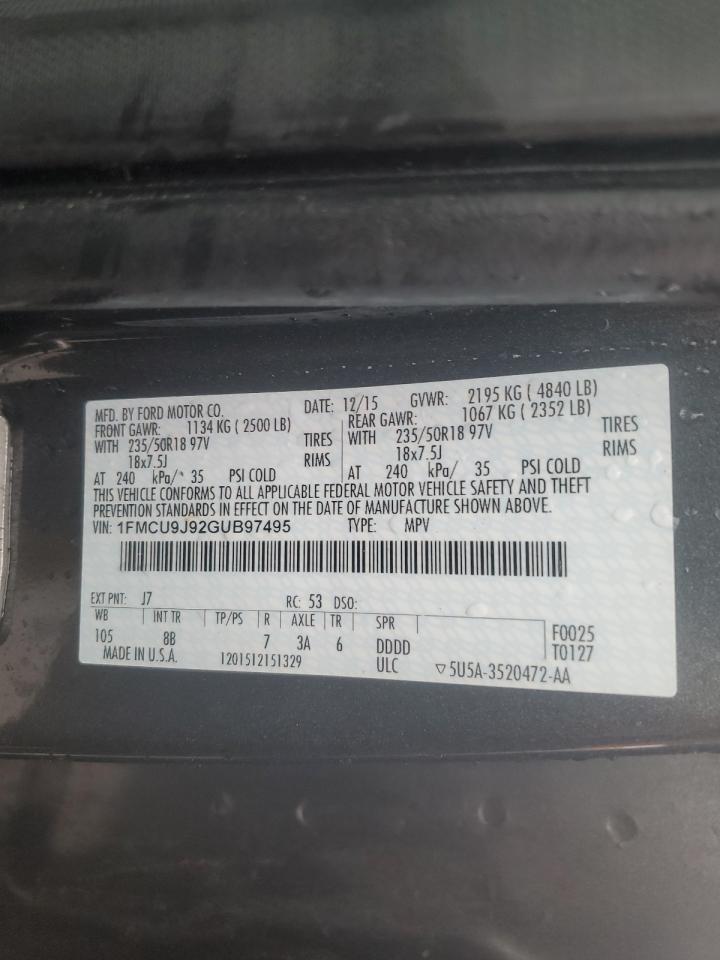 MFD. BY FORD MOTOR CO. DATE: 12/15 GVWR: 2195 KG ( 4840 LB)
FRONT GAWR: 1134 KG ( 2500 LB) REAR GAWR: 1067 KG ( 2352 LB)
WITH 235/50R18 97V TIRES WITH 235/50R18 97V TIRES
18x7.5J RIMS 18x7.5J RIMS
AT 240 kPa/ 35 PSI COLD AT 240 kPa/ 35 PSI COLD
THIS VEHICLE CONFORMS TO ALL APPLICABLE FEDERAL MOTOR VEHICLE SAFETY AND THEFT
PREVENTION STANDARDS IN EFFECT ON THE DATE OF MANUFACTURE SHOWN ABOVE.
VIN: 1FMCU9J92GUB97495 TYPE: MPV
EXT PNT: J7 RC: 53 DSO:
WB INT TR TP/PS R AXLE TR SPR
105 8B 7 3A 6 DDDD F0025
MADE IN U.S.A. 1201512151329 ULC T0127
▽5U5A-3520472-AA